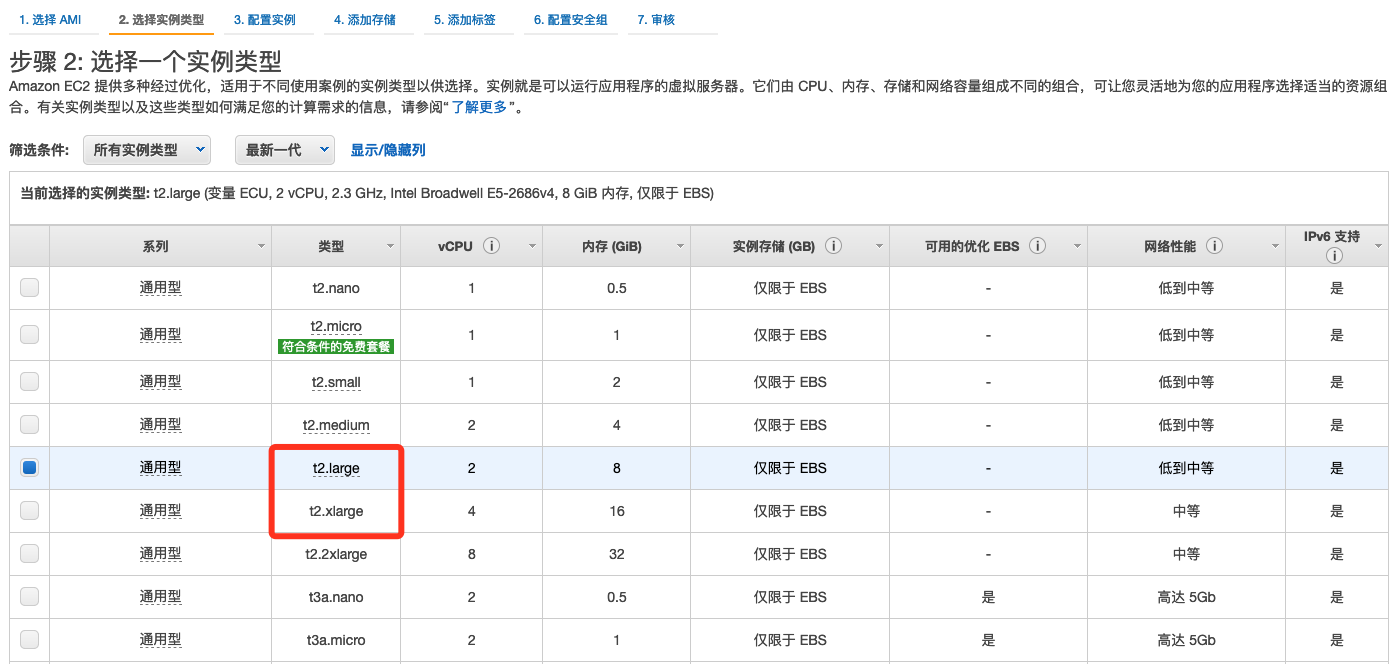 1. 选择 AMI 2. 选择实例类型 3. 配置实例 4. 添加存储 5. 添加标签 6. 配置安全组 7. 审核
步骤 2: 选择一个实例类型
Amazon EC2 提供多种经过优化，适用于不同使用案例的实例类型以供选择。实例就是可以运行应用程序的虚拟服务器。它们由 CPU、内存、存储和网络容量组成不同的组合，可让您灵活地为您的应用程序选择适当的资源组
合。有关实例类型以及这些类型如何满足您的计算需求的信息，请参阅“了解更多”。
筛选条件: 所有实例类型 最新一代 显示/隐藏列
当前选择的实例类型: t2.large (变量 ECU, 2 vCPU, 2.3 GHz, Intel Broadwell E5-2686v4, 8 GiB 内存, 仅限于 EBS)
系列 类型 vCPU i 内存 (GiB) 实例存储 (GB) i 可用的优化 EBS i 网络性能 i IPv6 支持 i
通用型 t2.nano 1 0.5 仅限于 EBS - 低到中等 是
通用型 t2.micro 1 1 仅限于 EBS - 低到中等 是
符合条件的免费套餐
通用型 t2.small 1 2 仅限于 EBS - 低到中等 是
通用型 t2.medium 2 4 仅限于 EBS - 低到中等 是
通用型 t2.large 2 8 仅限于 EBS - 低到中等 是
通用型 t2.xlarge 4 16 仅限于 EBS - 中等 是
通用型 t2.2xlarge 8 32 仅限于 EBS - 中等 是
通用型 t3a.nano 2 0.5 仅限于 EBS 是 高达 5Gb 是
通用型 t3a.micro 2 1 仅限于 EBS 是 高达 5Gb 是